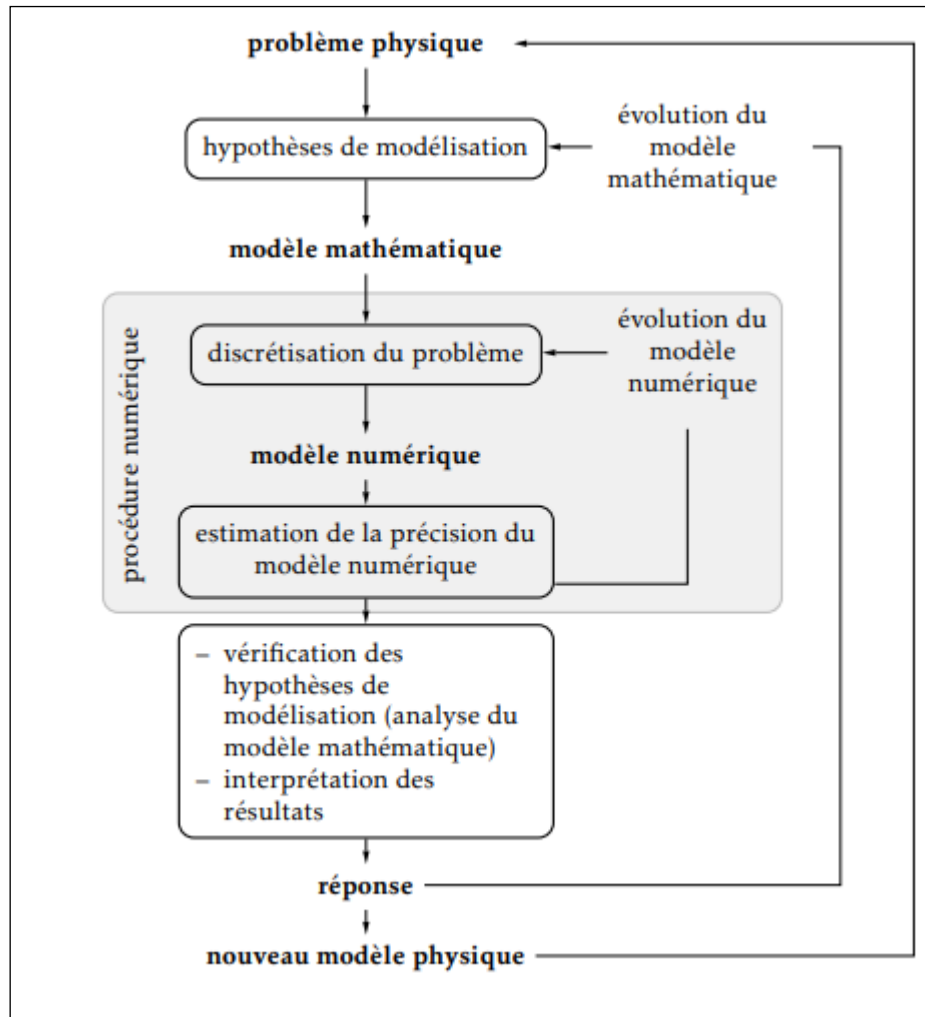 problème physique
hypothèses de modélisation
évolution du
modèle
mathématique
modèle mathématique
procédure numérique
discrétisation du problème
évolution du
modèle
numérique
modèle numérique
estimation de la précision du
modèle numérique
– vérification des
hypothèses de
modélisation (analyse du
modèle mathématique)
– interprétation des
résultats
réponse
nouveau modèle physique